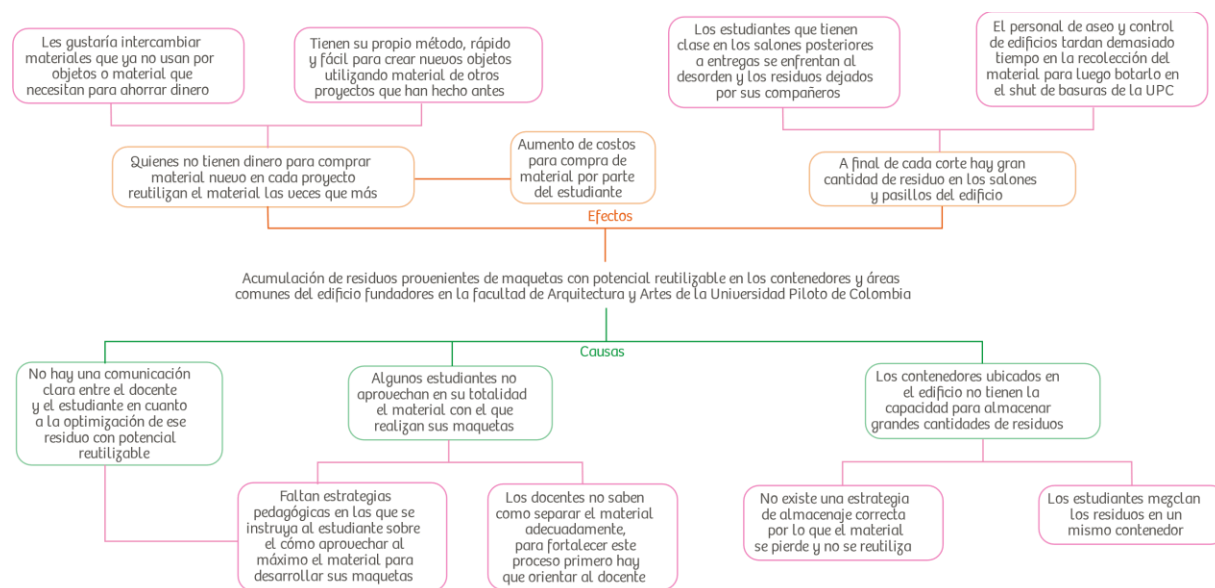 Les gustaría intercambiar
materiales que ya no usan por
objetos o material que
necesitan para ahorrar dinero
Tienen su propio método, rápido
y fácil para crear nuevos objetos
utilizando material de otros
proyectos que han hecho antes
Los estudiantes que tienen
clase en los salones posteriores
a entregas se enfrentan al
desorden y los residuos dejados
por sus compañeros
El personal de aseo y control
de edificios tardan demasiado
tiempo en la recolección del
material para luego botarlo en
el shut de basuras de la UPC
Quienes no tienen dinero para comprar
material nuevo en cada proyecto
reutilizan el material las veces que más
Aumento de costos
para compra de
material por parte
del estudiante
A final de cada corte hay gran
cantidad de residuo en los salones
y pasillos del edificio
Efectos
Acumulación de residuos provenientes de maquetas con potencial reutilizable en los contenedores y áreas
comunes del edificio fundadores en la facultad de Arquitectura y Artes de la Universidad Piloto de Colombia
Causas
No hay una comunicación
clara entre el docente
y el estudiante en cuanto
a la optimización de ese
residuo con potencial
reutilizable
Algunos estudiantes no
aprovechan en su totalidad
el material con el que
realizan sus maquetas
Los contenedores ubicados en
el edificio no tienen la
capacidad para almacenar
grandes cantidades de residuos
Faltan estrategias
pedagógicas en las que se
instruya al estudiante sobre
el cómo aprovechar al
máximo el material para
desarrollar sus maquetas
Los docentes no saben
como separar el material
adecuadamente,
para fortalecer este
proceso primero hay
que orientar al docente
No existe una estrategia
de almacenaje correcta
por lo que el material
se pierde y no se reutiliza
Los estudiantes mezclan
los residuos en un
mismo contenedor